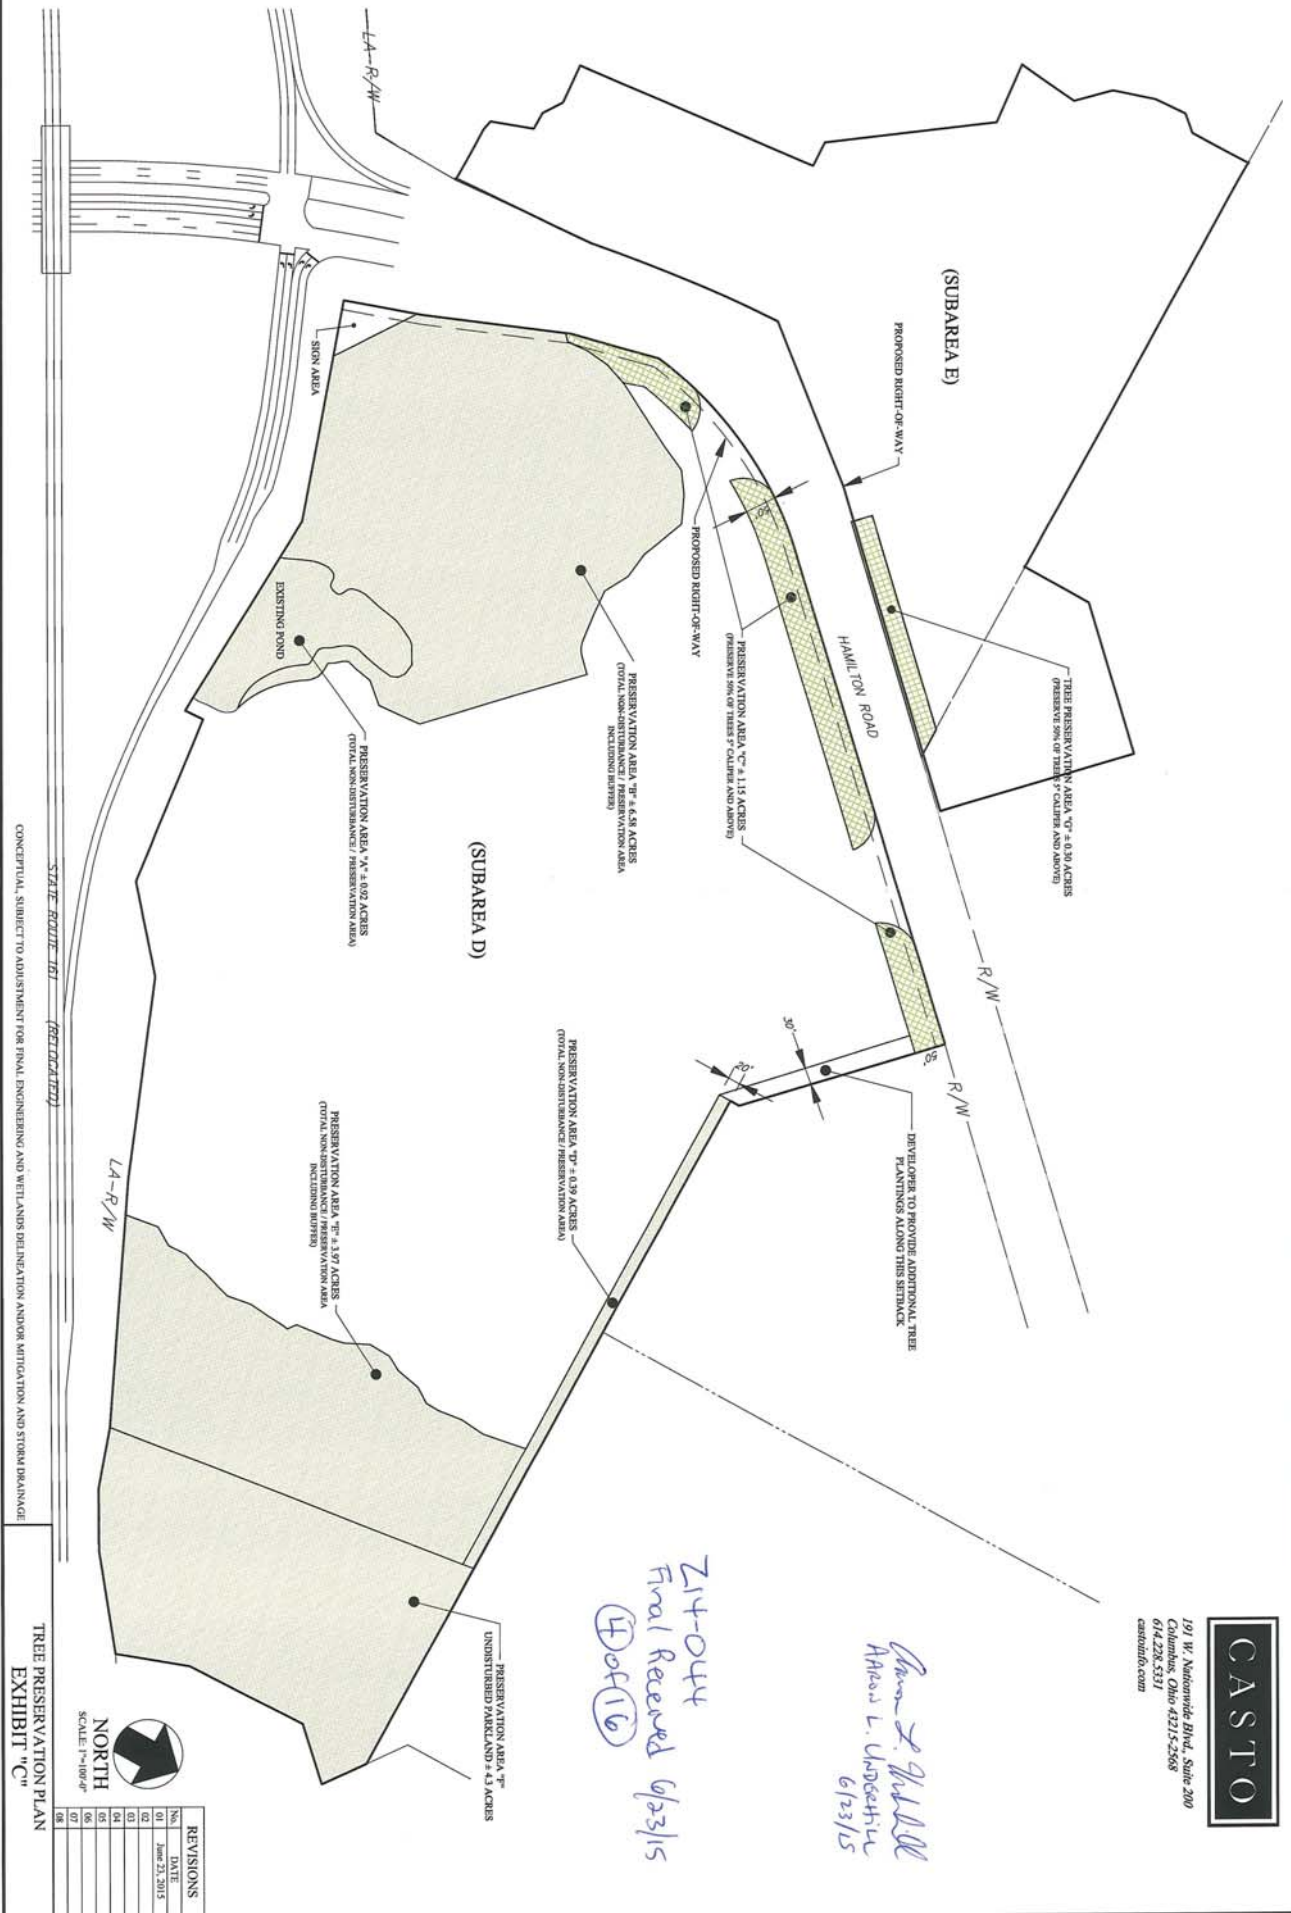 CASTO
191 W. Nationwide Blvd., Suite 200
Columbus, Ohio 43215-2568
614.228.5331
castoinfo.com
LA-R/W
(SUBAREA E)
PROPOSED RIGHT-OF-WAY
TREE PRESERVATION AREA "G" ± 0.30 ACRES
(PRESERVE 50% OF TREES 5" CALIPER AND ABOVE)
R/W
R/W
HAMILTON ROAD
SIGN AREA
PROPOSED RIGHT-OF-WAY
50'
PRESERVATION AREA "C" ± 1.15 ACRES
(PRESERVE 50% OF TREES 5" CALIPER AND ABOVE)
PRESERVATION AREA "B" ± 6.58 ACRES
(TOTAL NON-DISTURBANCE / PRESERVATION AREA
INCLUDING BUFFER)
EXISTING POND
PRESERVATION AREA "A" ± 0.92 ACRES
(TOTAL NON-DISTURBANCE / PRESERVATION AREA)
(SUBAREA D)
50'
30'
20'
DEVELOPER TO PROVIDE ADDITIONAL TREE
PLANTINGS ALONG THIS SETBACK
PRESERVATION AREA "D" ± 0.39 ACRES
(TOTAL NON-DISTURBANCE / PRESERVATION AREA)
PRESERVATION AREA "E" ± 3.97 ACRES
(TOTAL NON-DISTURBANCE / PRESERVATION AREA
INCLUDING BUFFER)
PRESERVATION AREA "F"
UNDISTURBED PARKLAND ± 4.3 ACRES
LA-R/W
STATE ROUTE 161 (RELOCATED)
AARON L. UNDERHILL
6/23/15
Z14-044
Final Received 6/23/15
4 of 16
NORTH
SCALE: 1"=100'-0"
REVISIONS
No. DATE
01 June 23, 2015
02
03
04
05
06
07
08
CONCEPTUAL, SUBJECT TO ADJUSTMENT FOR FINAL ENGINEERING AND WETLANDS DELINEATION AND/OR MITIGATION AND STORM DRAINAGE
TREE PRESERVATION PLAN
EXHIBIT "C"